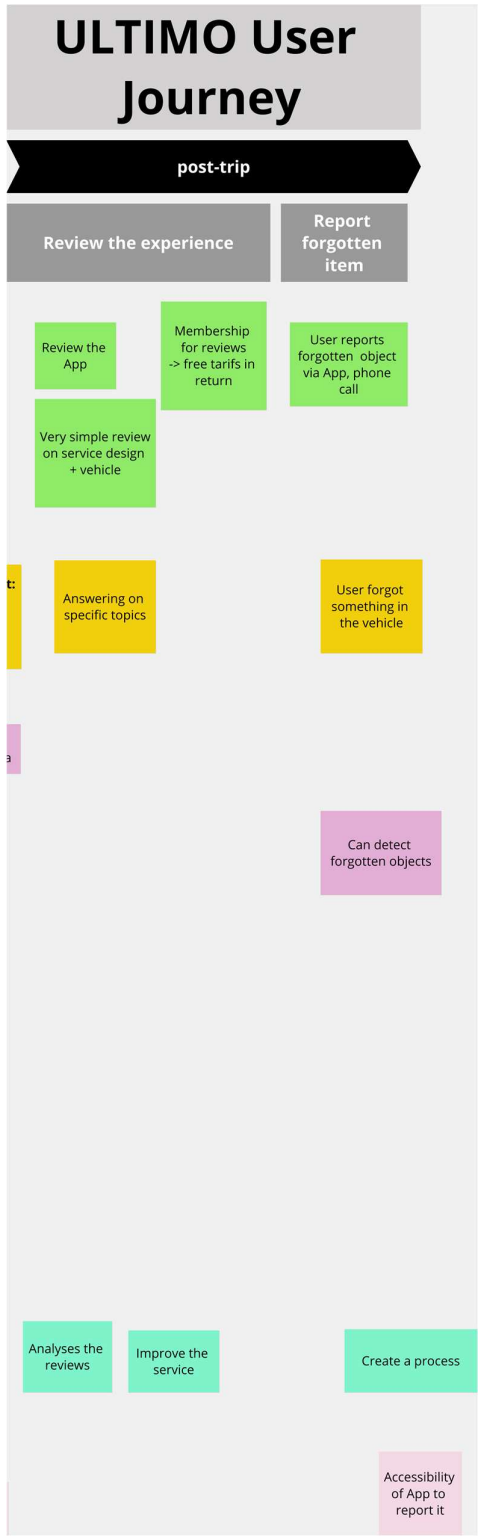 ULTIMO User
Journey
post-trip
Review the experience
Report
forgotten
item
Review the
App
Membership
for reviews
-> free tarifs in
return
User reports
forgotten object
via App, phone
call
Very simple review
on service design
+ vehicle
t:
Answering on
specific topics
User forgot
something in
the vehicle
a
Can detect
forgotten objects
Analyses the
reviews
Improve the
service
Create a process
Accessibility
of App to
report it